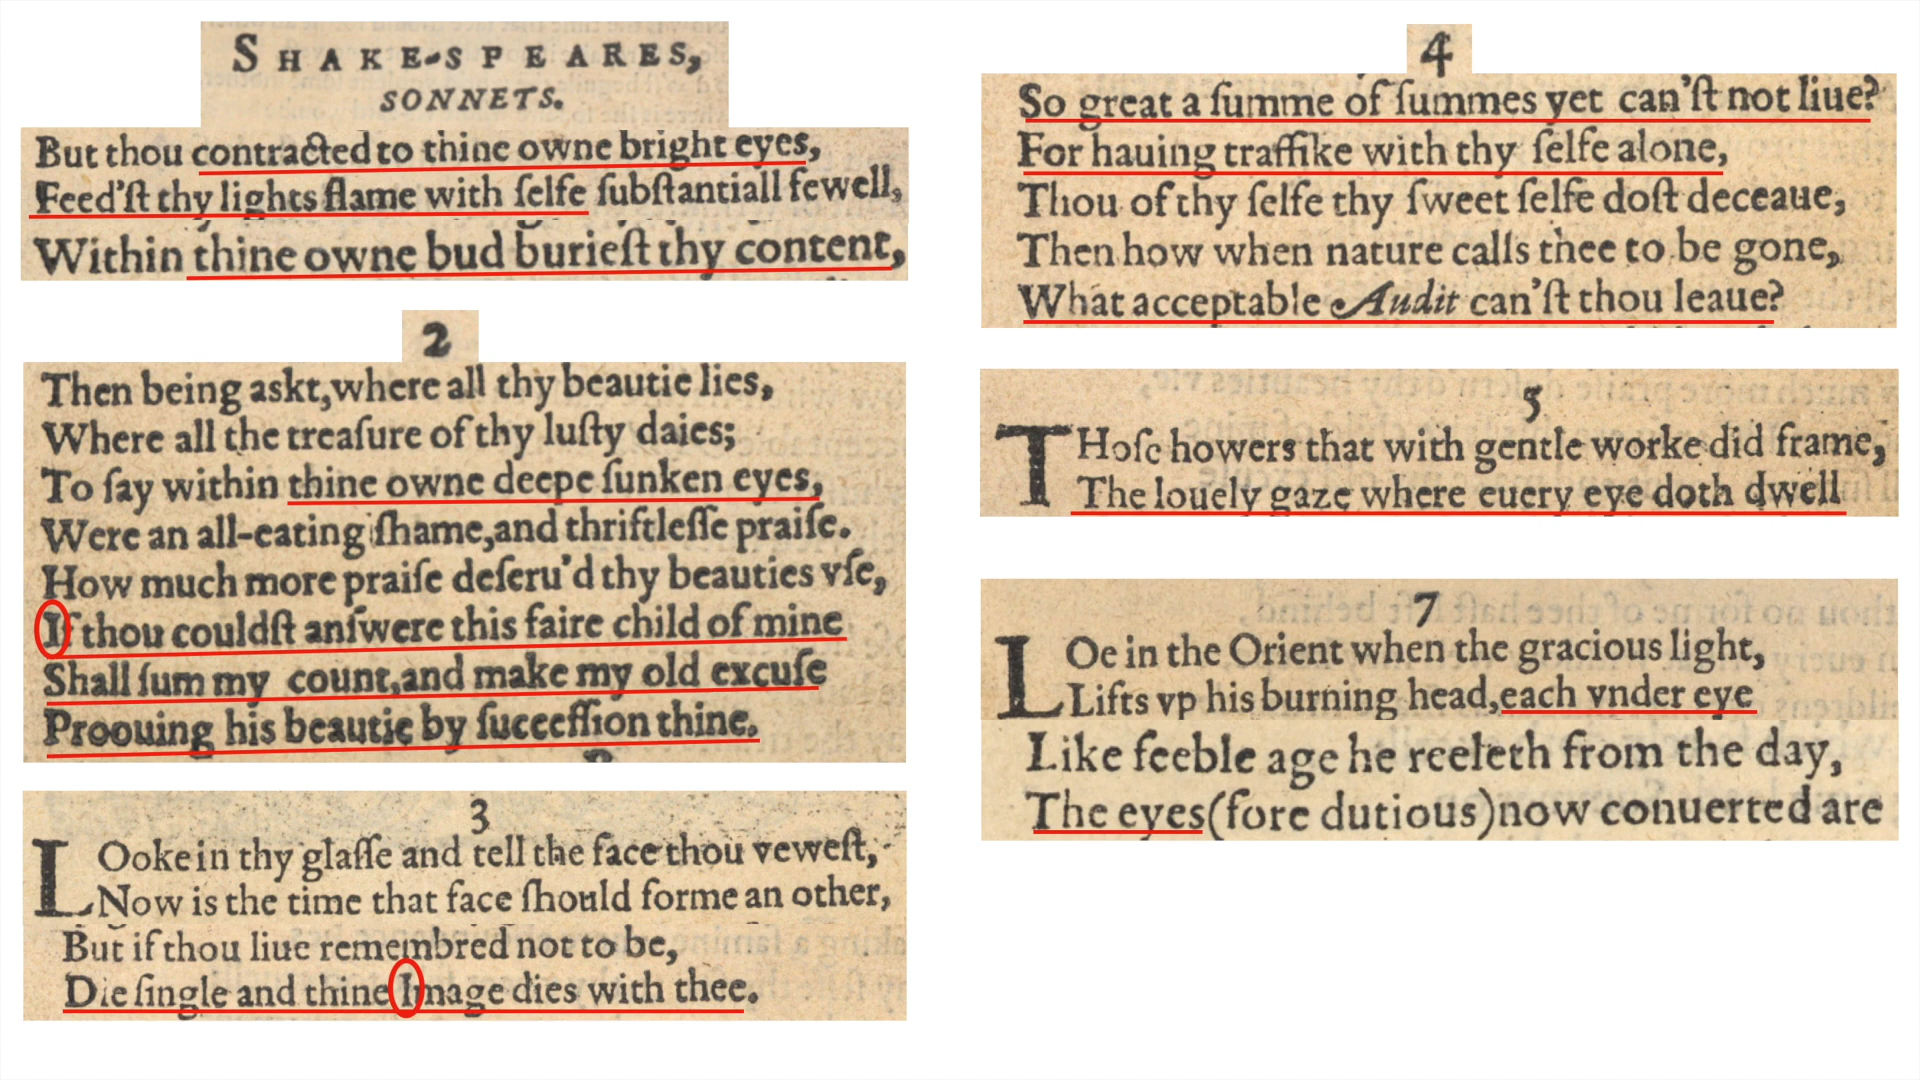 SHAKE-SPEARES,
SONNETS.
But thou contracted to thine owne bright eyes,
Feed'ſt thy lights flame with ſelfe ſubſtantiall fewell,
Within thine owne bud burieſt thy content,
2
Then being askt,where all thy beautie lies,
Where all the treaſure of thy luſty daies;
To ſay within thine owne deepe ſunken eyes,
Were an all-eating ſhame,and thriftleſſe praiſe.
How much more praiſe deſeru'd thy beauties vſe,
If thou couldſt anſwere this faire child of mine
Shall ſum my count,and make my old excuſe
Proouing his beautie by ſucceſſion thine.
3
LOoke in thy glaſſe and tell the face thou veweſt,
Now is the time that face ſhould forme an other,
But if thou liue remembred not to be,
Die ſingle and thine Image dies with thee.
4
So great a ſumme of ſummes yet can'ſt not liue?
For hauing traffike with thy ſelfe alone,
Thou of thy ſelfe thy ſweet ſelfe doſt deceaue,
Then how when nature calls thee to be gone,
What acceptable Audit can'ſt thou leaue?
5
THoſe howers that with gentle worke did frame,
The louely gaze where euery eye doth dwell
7
LOe in the Orient when the gracious light,
Lifts vp his burning head,each vnder eye
Like feeble age he reeleth from the day,
The eyes(fore dutious)now conuerted are